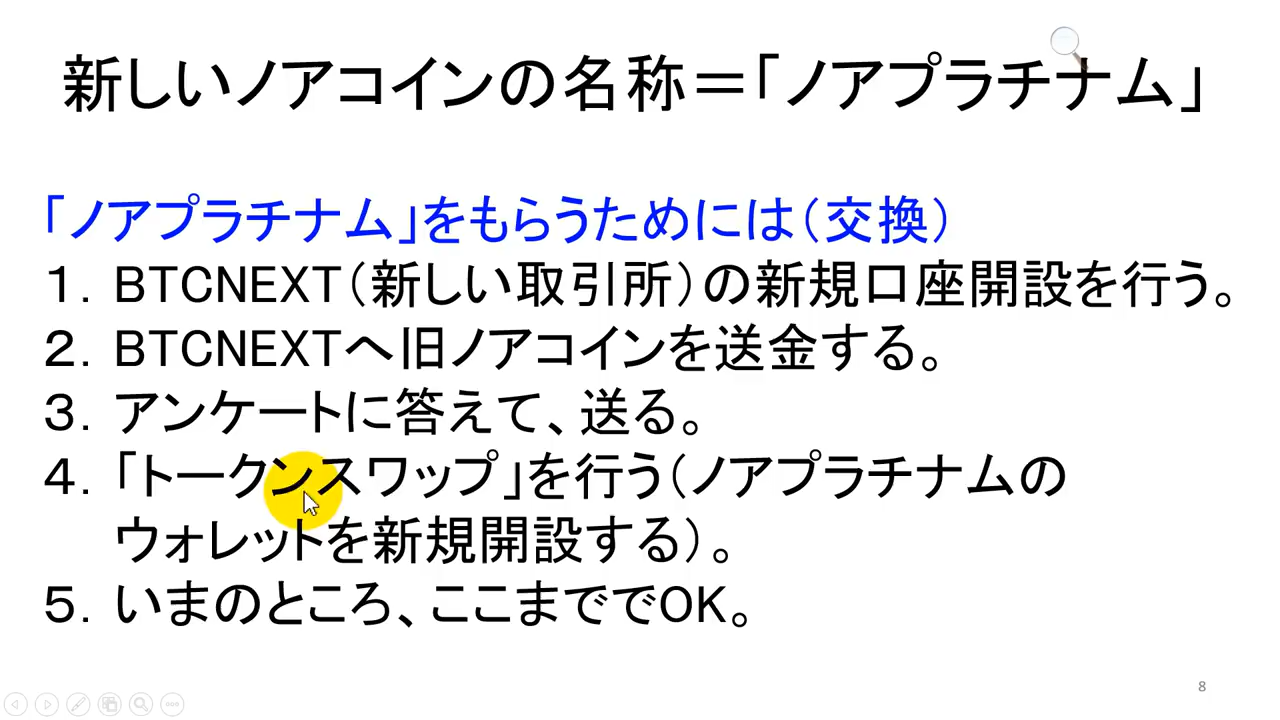 新しいノアコインの名称＝「ノアプラチナム」
「ノアプラチナム」をもらうためには（交換）
１．BTCNEXT（新しい取引所）の新規口座開設を行う。
２．BTCNEXTへ旧ノアコインを送金する。
３．アンケートに答えて、送る。
４．「トークンスワップ」を行う（ノアプラチナムの
ウォレットを新規開設する）。
５．いまのところ、ここまででOK。
8